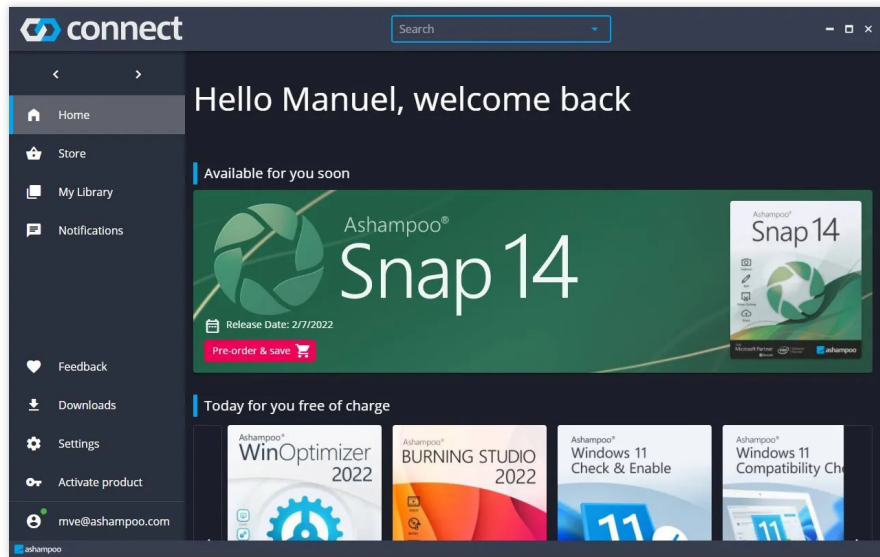 connect
Search
Home
Store
My Library
Notifications
Feedback
Downloads
Settings
Activate product
mve@ashampoo.com
ashampoo
Hello Manuel, welcome back
Available for you soon
Ashampoo®
Snap 14
Release Date: 2/7/2022
Pre-order & save
Ashampoo®
Snap 14
Microsoft Partner
ashampoo
Today for you free of charge
Ashampoo®
WinOptimizer
2022
Ashampoo®
BURNING STUDIO
2022
Ashampoo®
Windows 11
Check & Enable
11
Ashampoo®
Windows 11
Compatibility Che
11